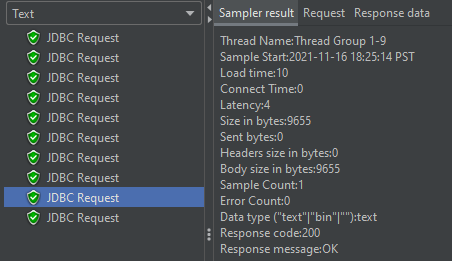 Text
JDBC Request
JDBC Request
JDBC Request
JDBC Request
JDBC Request
JDBC Request
JDBC Request
JDBC Request
JDBC Request
JDBC Request
Sampler result Request Response data
Thread Name:Thread Group 1-9
Sample Start:2021-11-16 18:25:14 PST
Load time:10
Connect Time:0
Latency:4
Size in bytes:9655
Sent bytes:0
Headers size in bytes:0
Body size in bytes:9655
Sample Count:1
Error Count:0
Data type ("text"|"bin"|""):text
Response code:200
Response message:OK